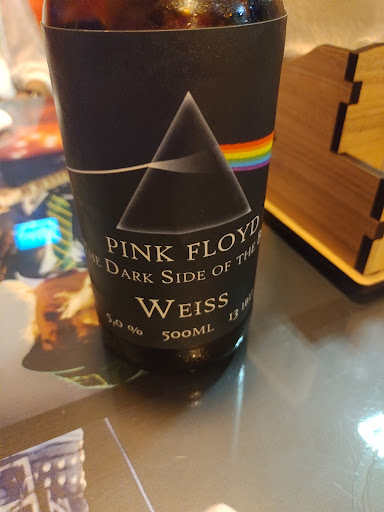 PINK FLOYD
THE DARK SIDE OF THE
WEISS
5,0 % 500ML 13